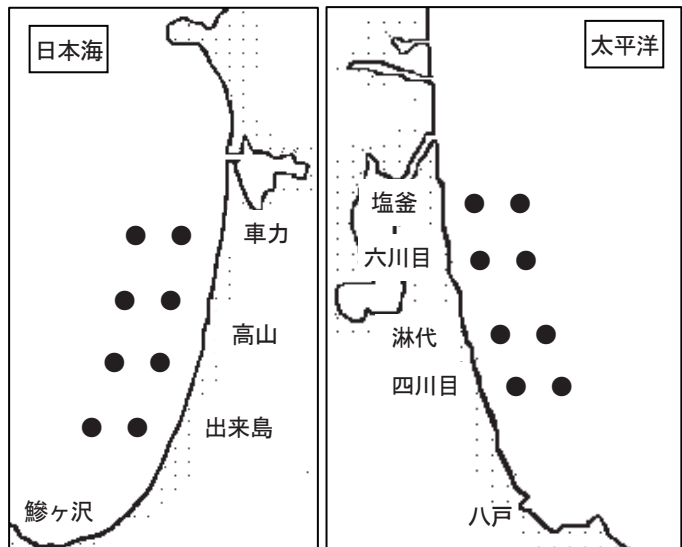 日本海
車力
高山
出来島
鰺ヶ沢
太平洋
塩釜
六川目
淋代
四川目
八戸